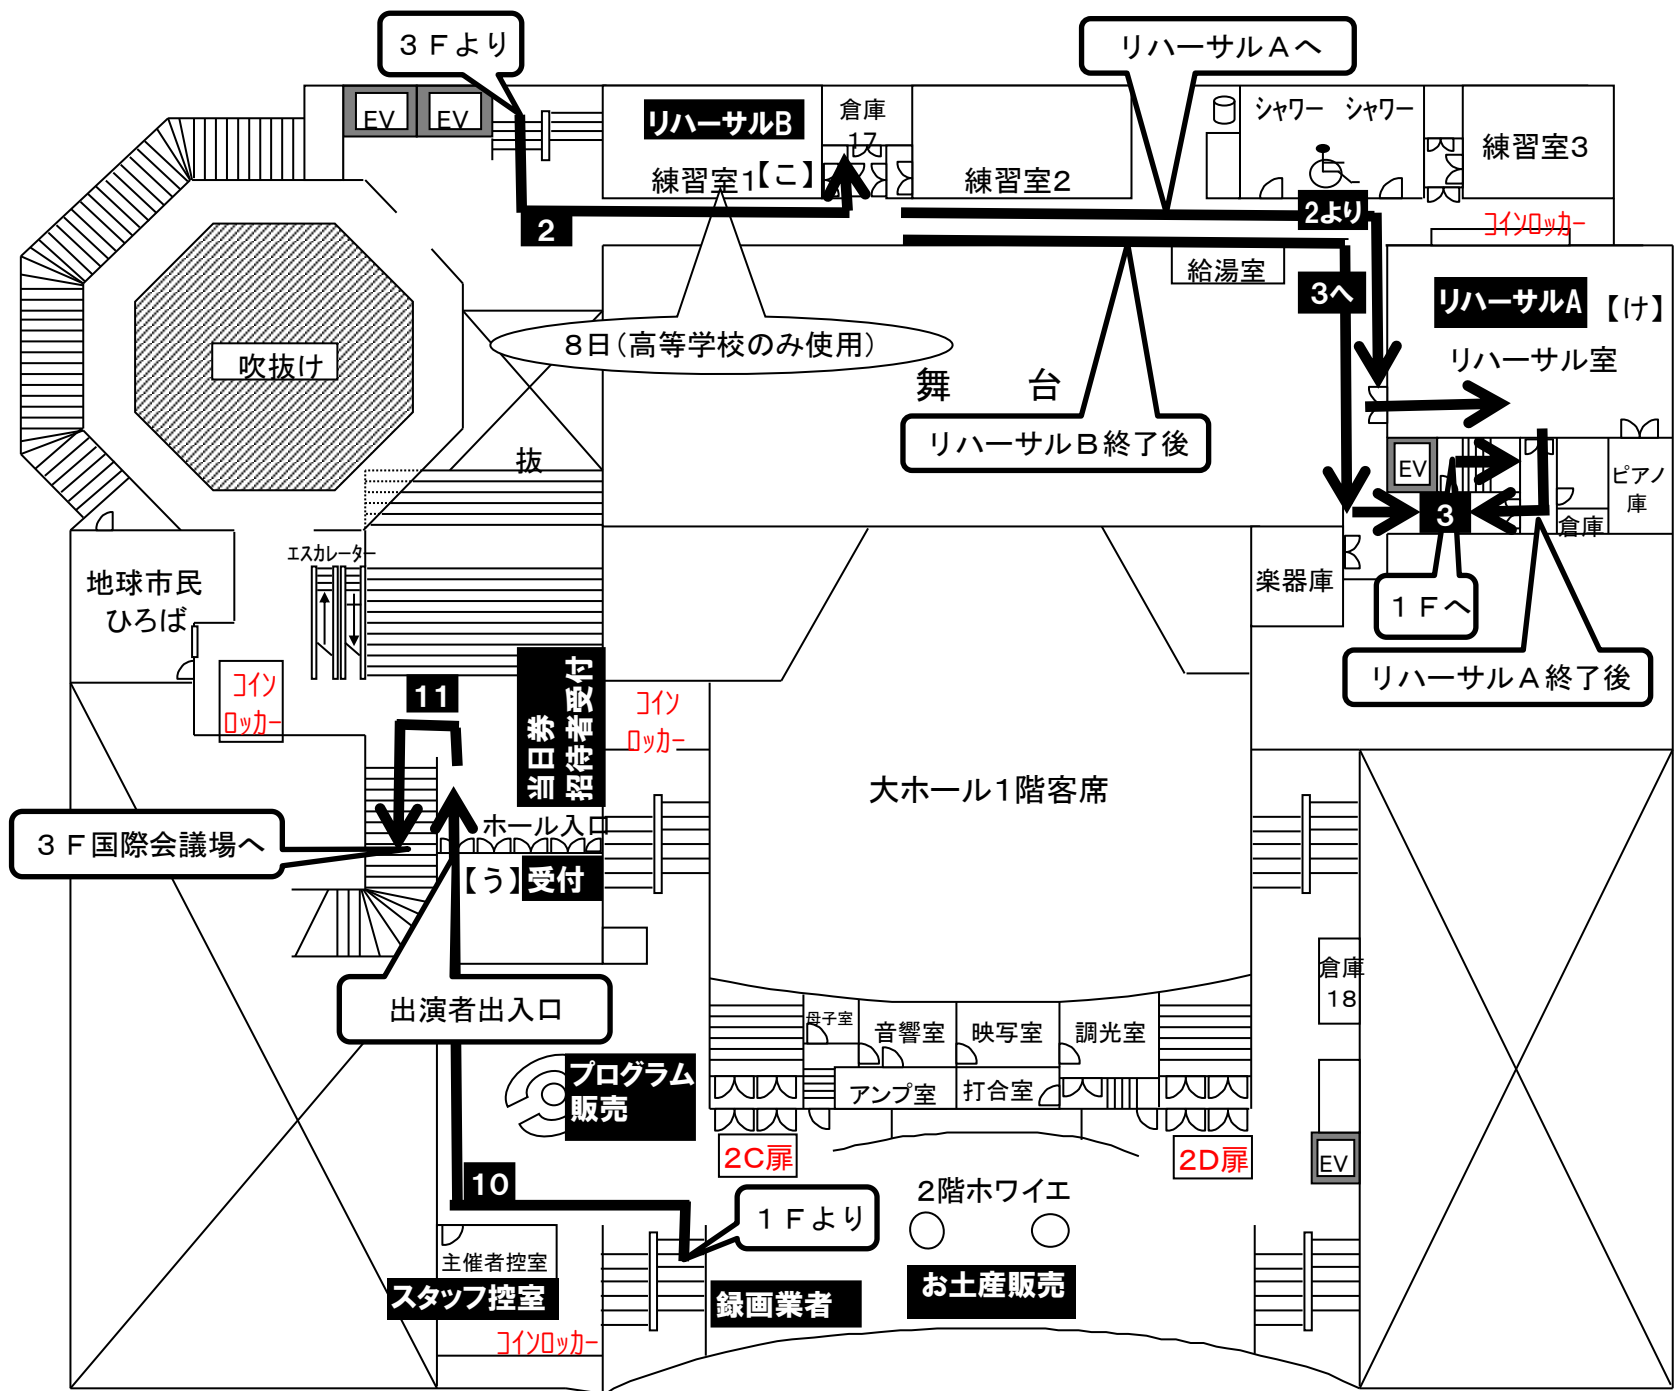 ３Ｆより
リハーサルＡへ
EV
EV
リハーサルB
倉庫
17
シャワー
シャワー
練習室3
練習室1
【こ】
練習室2
2
2より
コインロッカー
給湯室
3へ
リハーサルA
【け】
8日（高等学校のみ使用）
吹抜け
リハーサル室
舞　台
リハーサルＢ終了後
抜
EV
ピアノ
庫
3
倉庫
エスカレーター
地球市民
ひろば
楽器庫
１Ｆへ
リハーサルＡ終了後
コイン
ロッカー
11
当日券
招待者受付
コイン
ロッカー
大ホール1階客席
３Ｆ国際会議場へ
ホール入口
【う】
受付
出演者出入口
倉庫
18
母子室
音響室
映写室
調光室
アンプ室
打合室
プログラム
販売
2C扉
2D扉
EV
10
１Ｆより
2階ホワイエ
主催者控室
スタッフ控室
録画業者
お土産販売
コインロッカー